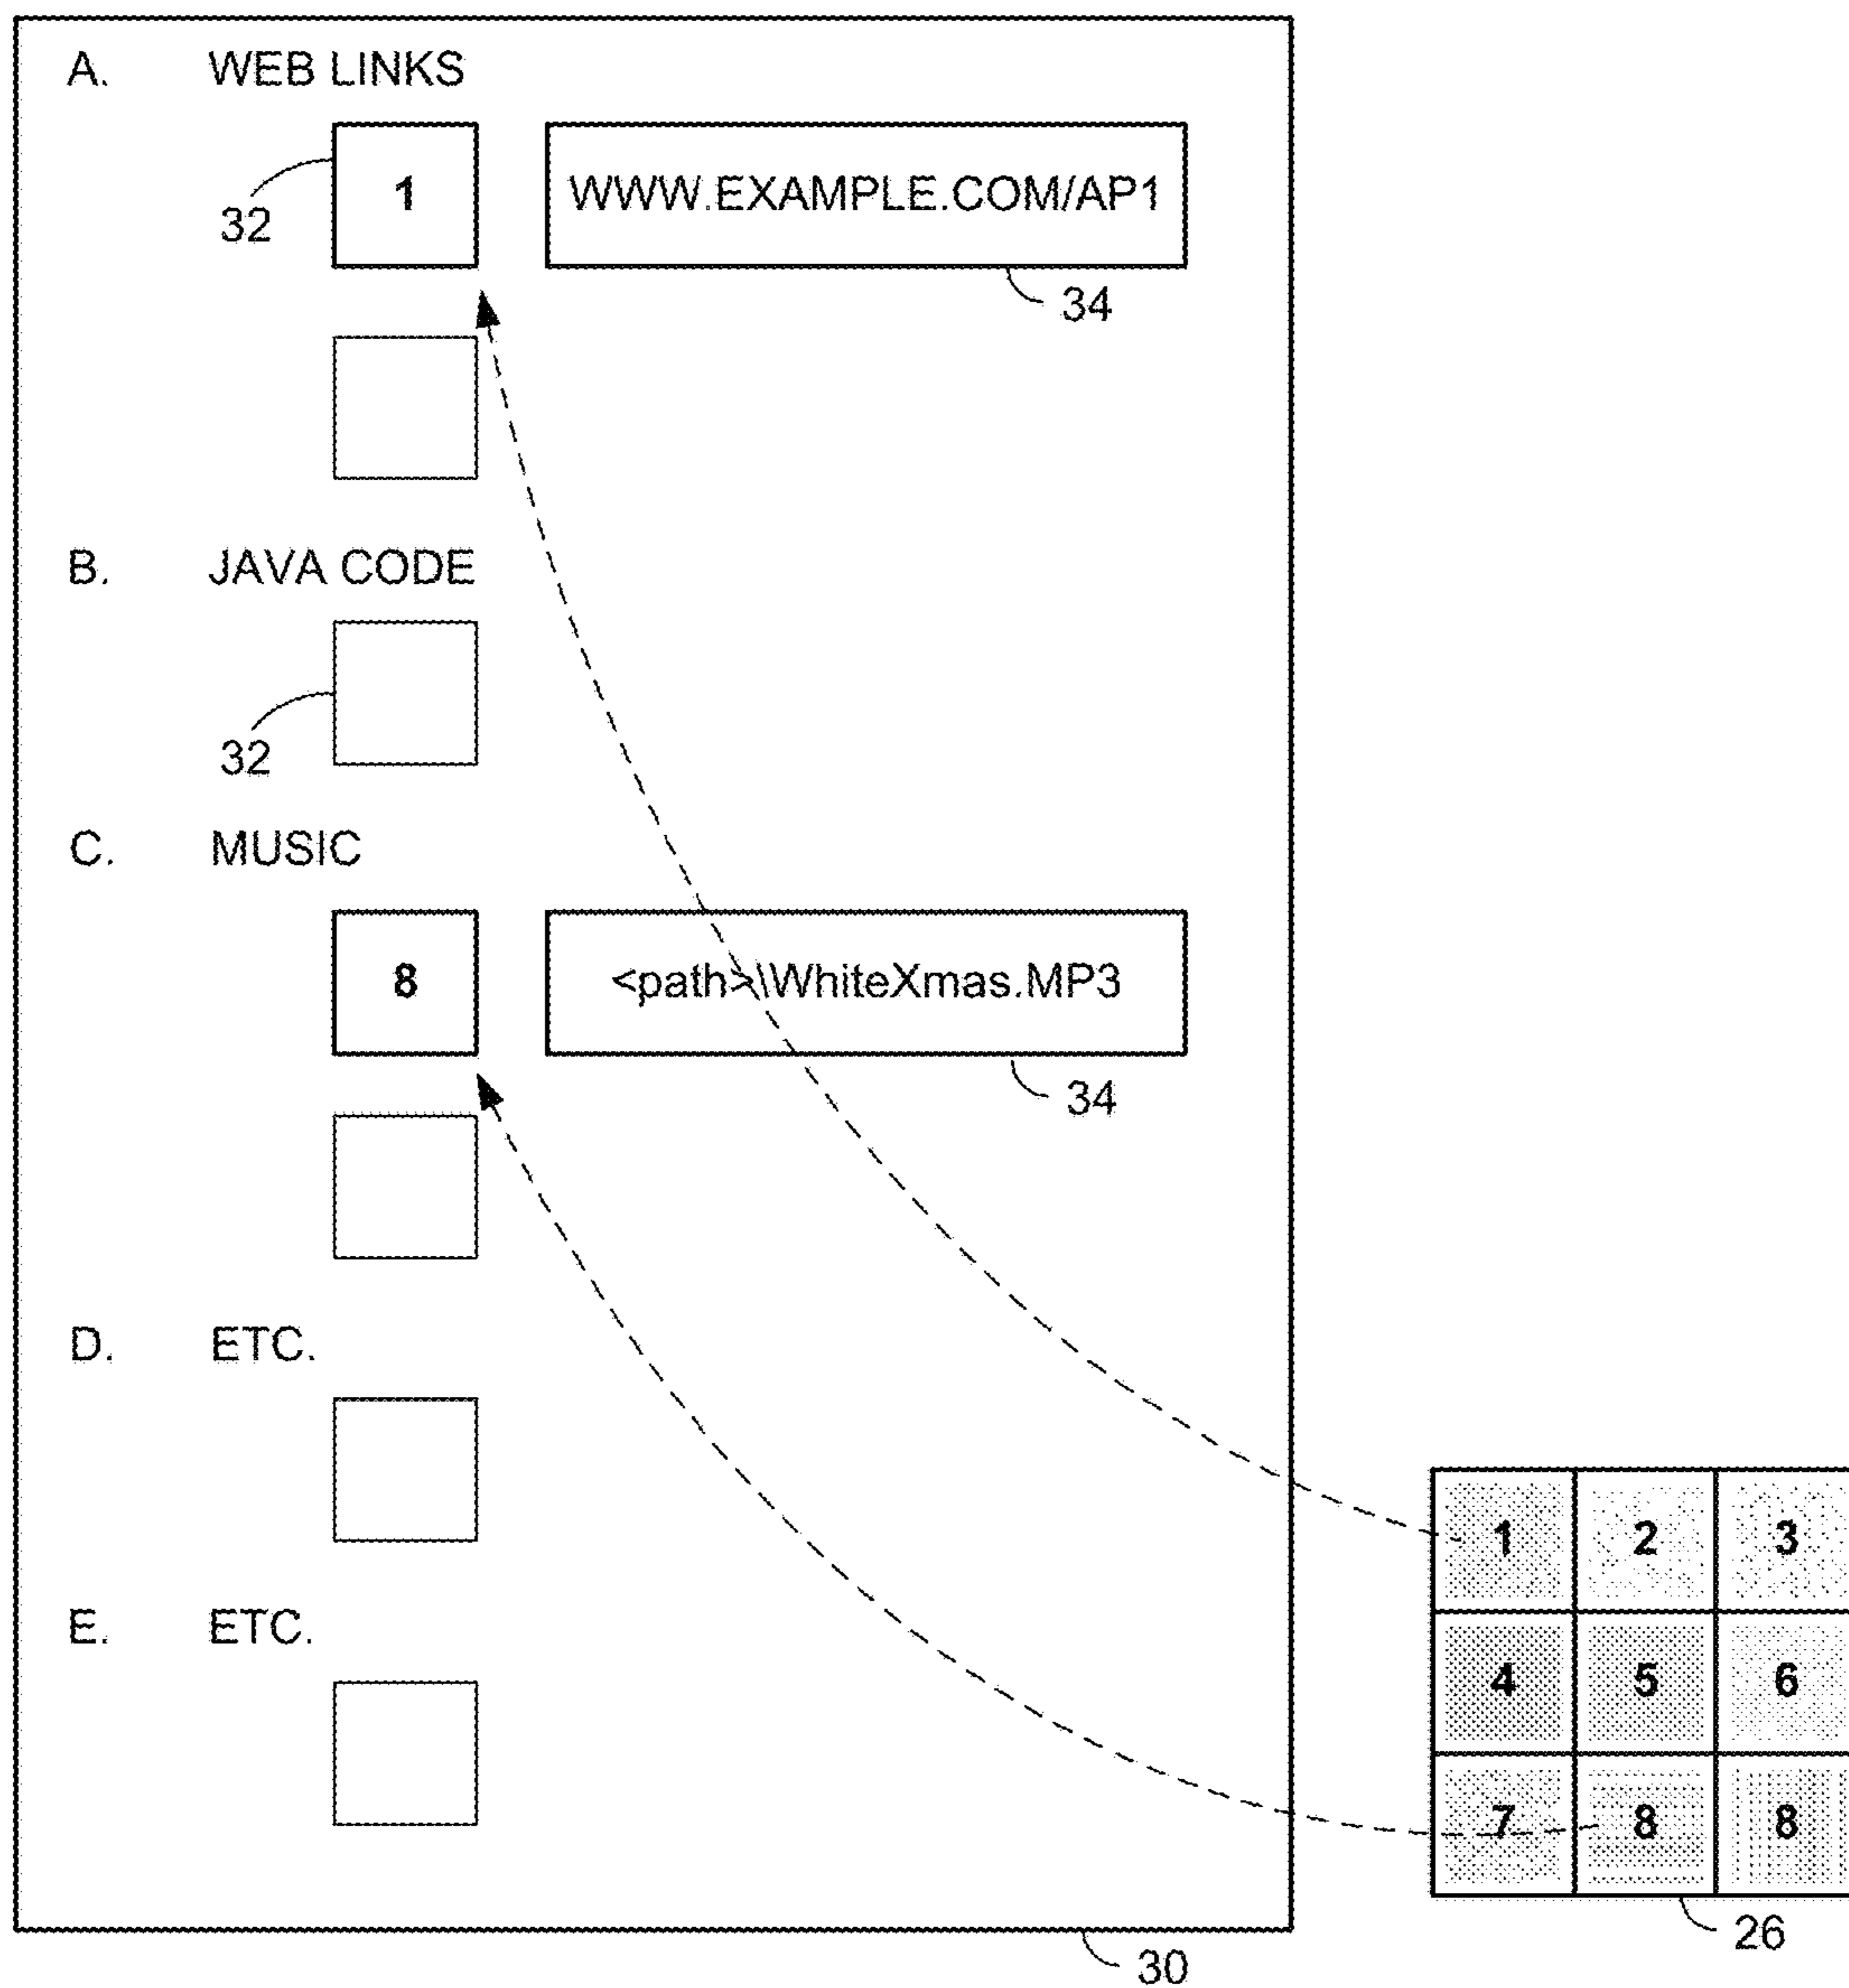 A. WEB LINKS
1 WWW.EXAMPLE.COM/AP1
32
34
B. JAVA CODE
32
C. MUSIC
8 <path>\WhiteXmas.MP3
34
D. ETC.
1 2 3
E. ETC.
4 5 6
7 8 8
26
30